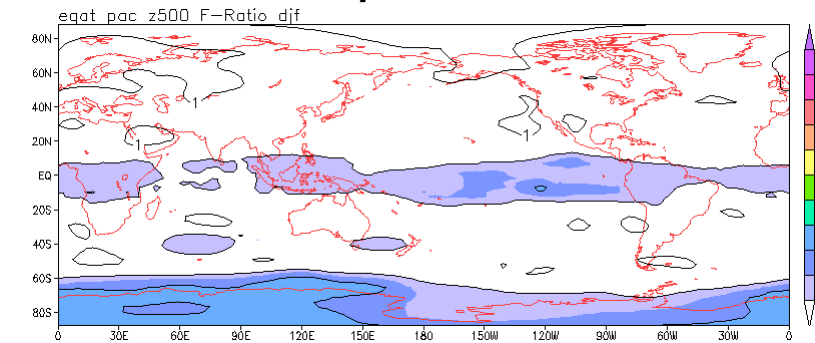 eqat pac z500 F-Ratio djf
80N
60N
40N
20N
EQ
20S
40S
60S
80S
1
1
1
0 30E 60E 90E 120E 150E 180 150W 120W 90W 60W 30W 0